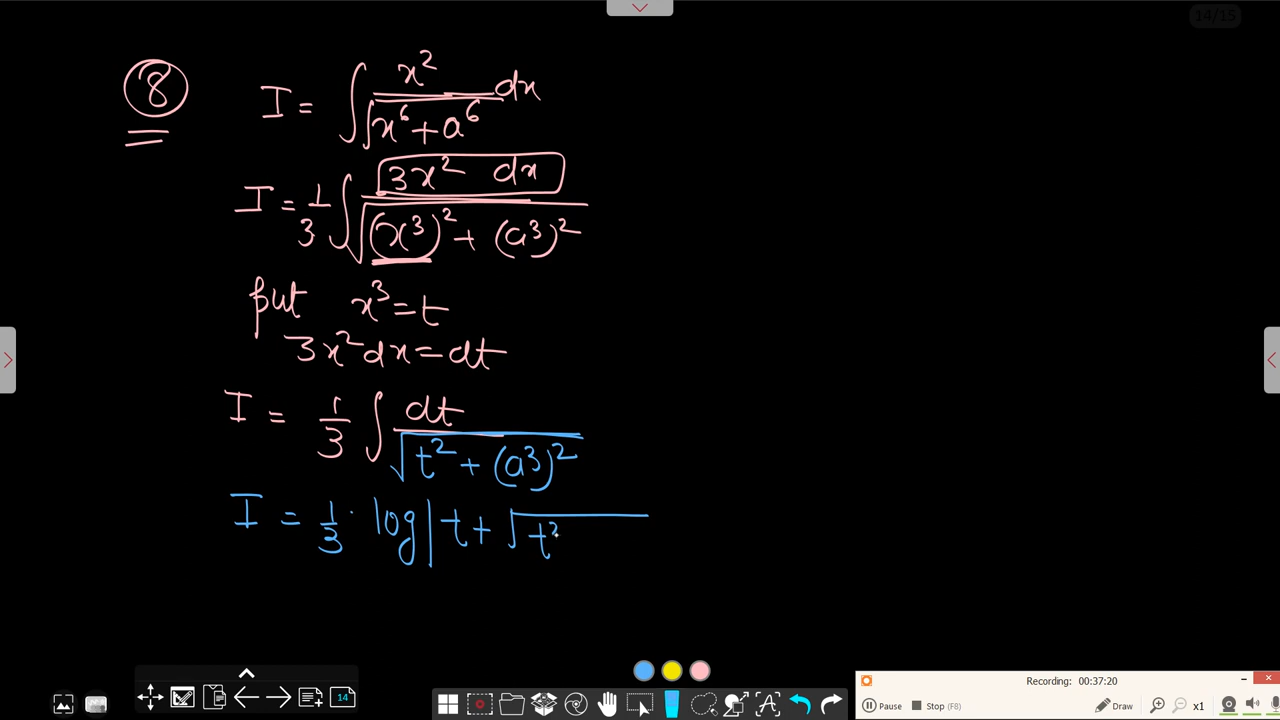 14/15
⑧ I = ∫ x² / √(x⁶ + a⁶) dx
I = 1/3 ∫ 3x² dx / √((x³)² + (a³)²)
put x³ = t
3x² dx = dt
I = 1/3 ∫ dt / √(t² + (a³)²)
I = 1/3 · log | t + √(t²
14
Recording: 00:37:20
Pause Stop (F8) Draw x1